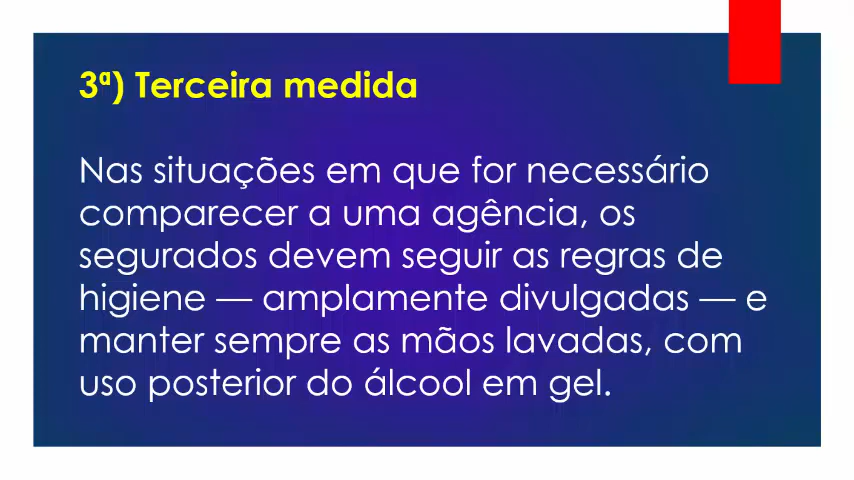 3ª) Terceira medida
Nas situações em que for necessário
comparecer a uma agência, os
segurados devem seguir as regras de
higiene — amplamente divulgadas — e
manter sempre as mãos lavadas, com
uso posterior do álcool em gel.